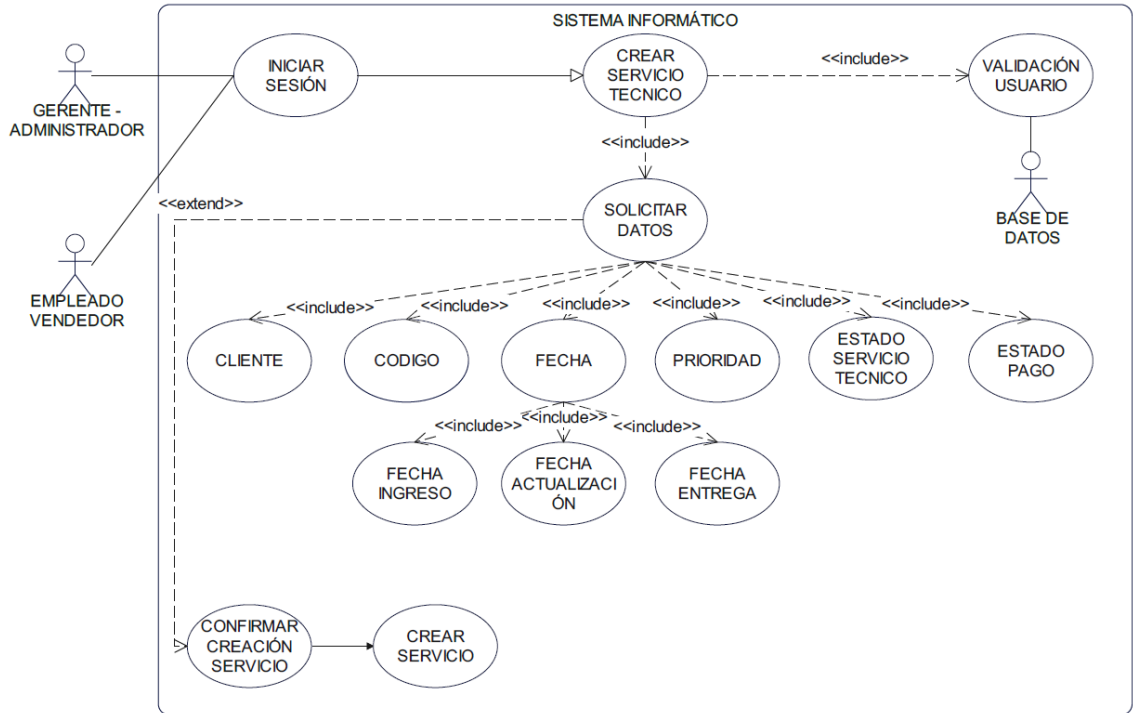 SISTEMA INFORMÁTICO
INICIAR
SESIÓN
CREAR
SERVICIO
TECNICO
<<include>>
VALIDACIÓN
USUARIO
GERENTE -
ADMINISTRADOR
<<include>>
<<extend>>
SOLICITAR
DATOS
BASE DE
DATOS
EMPLEADO
VENDEDOR
<<include>>
<<include>>
<<include>>
<<include>>
<<include>>
<<include>>
CLIENTE
CODIGO
FECHA
PRIORIDAD
ESTADO
SERVICIO
TECNICO
ESTADO
PAGO
<<include>>
<<include>>
<<include>>
FECHA
INGRESO
FECHA
ACTUALIZACI
ÓN
FECHA
ENTREGA
CONFIRMAR
CREACIÓN
SERVICIO
CREAR
SERVICIO